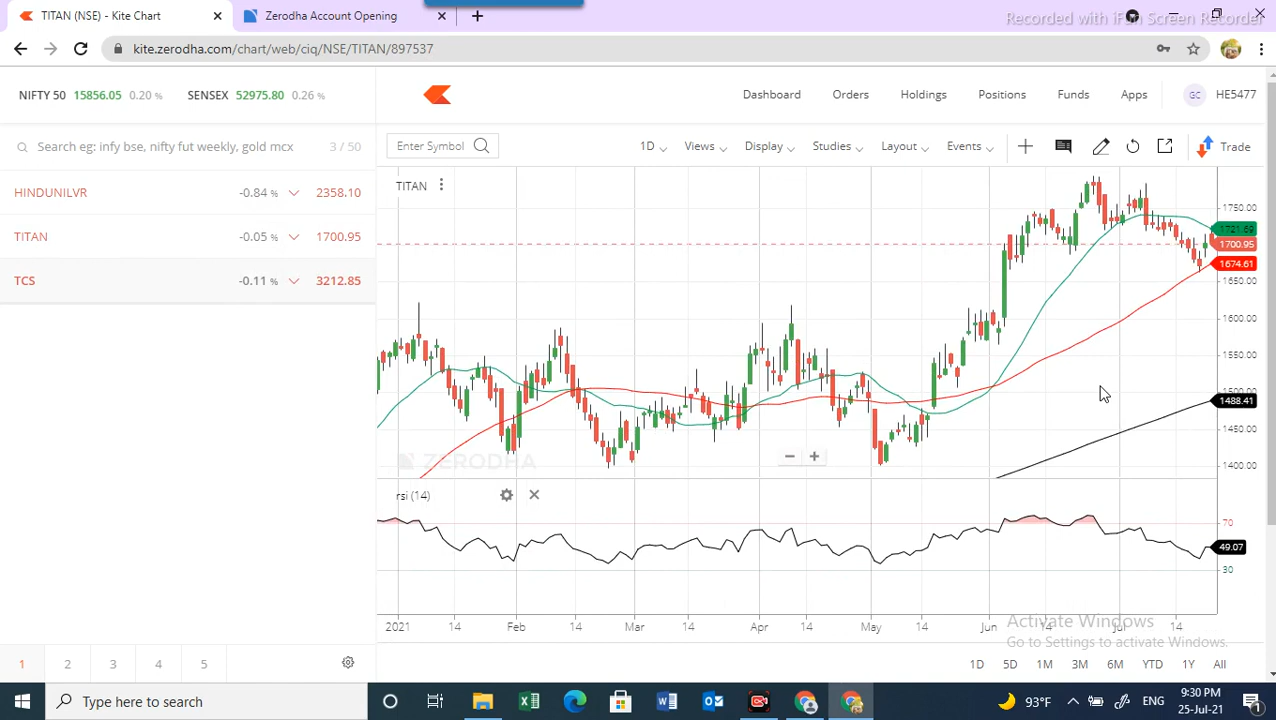 TITAN (NSE) - Kite Chart
Zerodha Account Opening
Recorded with iFun Screen Recorder
kite.zerodha.com/chart/web/ciq/NSE/TITAN/897537
NIFTY 50 15856.05 0.20 % SENSEX 52975.80 0.26 %
Dashboard Orders Holdings Positions Funds Apps GC HE5477
Search eg: infy bse, nifty fut weekly, gold mcx 3 / 50
Enter Symbol 1D Views Display Studies Layout Events Trade
HINDUNILVR -0.84 % 2358.10
TITAN -0.05 % 1700.95
TCS -0.11 % 3212.85
TITAN
1750.00
1721.69
1700.95
1674.61
1650.00
1600.00
1550.00
1500.00
1488.41
1450.00
1400.00
ZERODHA
rsi (14)
70
49.07
30
2021 14 Feb 14 Mar 14 Apr 14 May 14 Jun 14 Jul 14
Activate Windows
Go to Settings to activate Windows.
1D 5D 1M 3M 6M YTD 1Y All
1 2 3 4 5
Type here to search
93°F ENG
9:30 PM
25-Jul-21
1